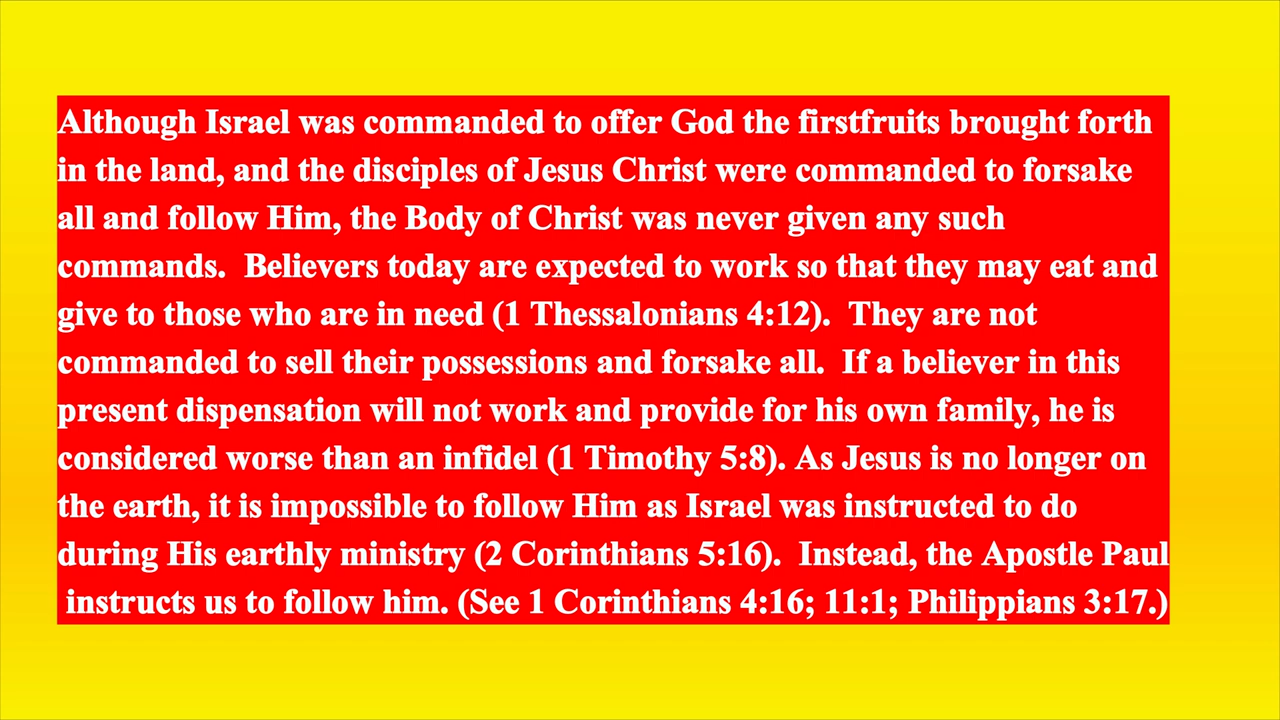 Although Israel was commanded to offer God the firstfruits brought forth
in the land, and the disciples of Jesus Christ were commanded to forsake
all and follow Him, the Body of Christ was never given any such
commands.  Believers today are expected to work so that they may eat and
give to those who are in need (1 Thessalonians 4:12).  They are not
commanded to sell their possessions and forsake all.  If a believer in this
present dispensation will not work and provide for his own family, he is
considered worse than an infidel (1 Timothy 5:8). As Jesus is no longer on
the earth, it is impossible to follow Him as Israel was instructed to do
during His earthly ministry (2 Corinthians 5:16).  Instead, the Apostle Paul
instructs us to follow him. (See 1 Corinthians 4:16; 11:1; Philippians 3:17.)